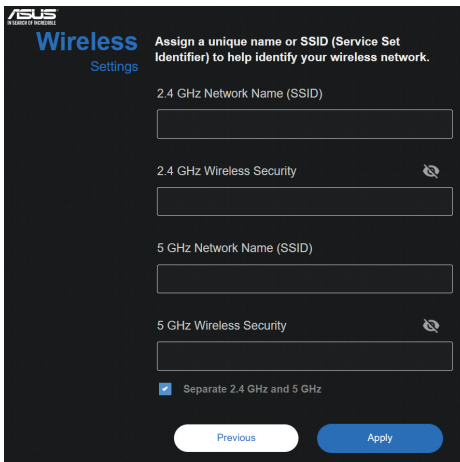 ASUS
IN SEARCH OF INCREDIBLE
Wireless
Settings
Assign a unique name or SSID (Service Set
Identifier) to help identify your wireless network.
2.4 GHz Network Name (SSID)
2.4 GHz Wireless Security
5 GHz Network Name (SSID)
5 GHz Wireless Security
Separate 2.4 GHz and 5 GHz
Previous
Apply